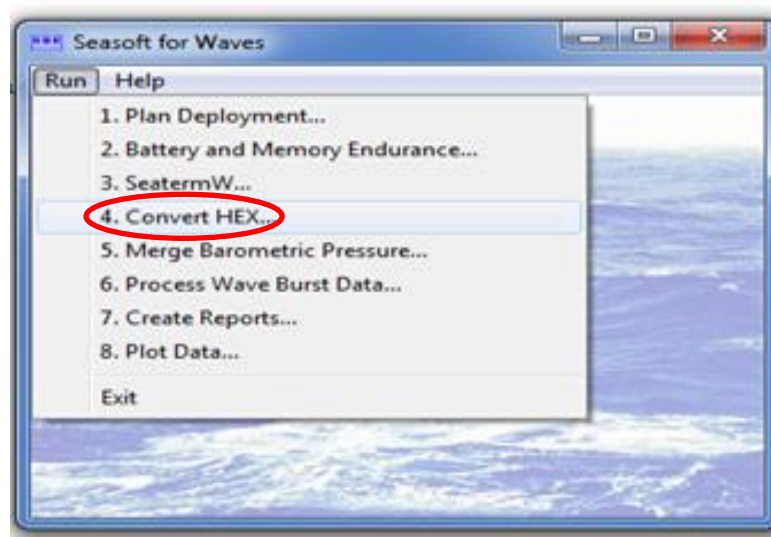 Seasoft for Waves
Run Help
1. Plan Deployment...
2. Battery and Memory Endurance...
3. SeatermW...
4. Convert HEX...
5. Merge Barometric Pressure...
6. Process Wave Burst Data...
7. Create Reports...
8. Plot Data...
Exit